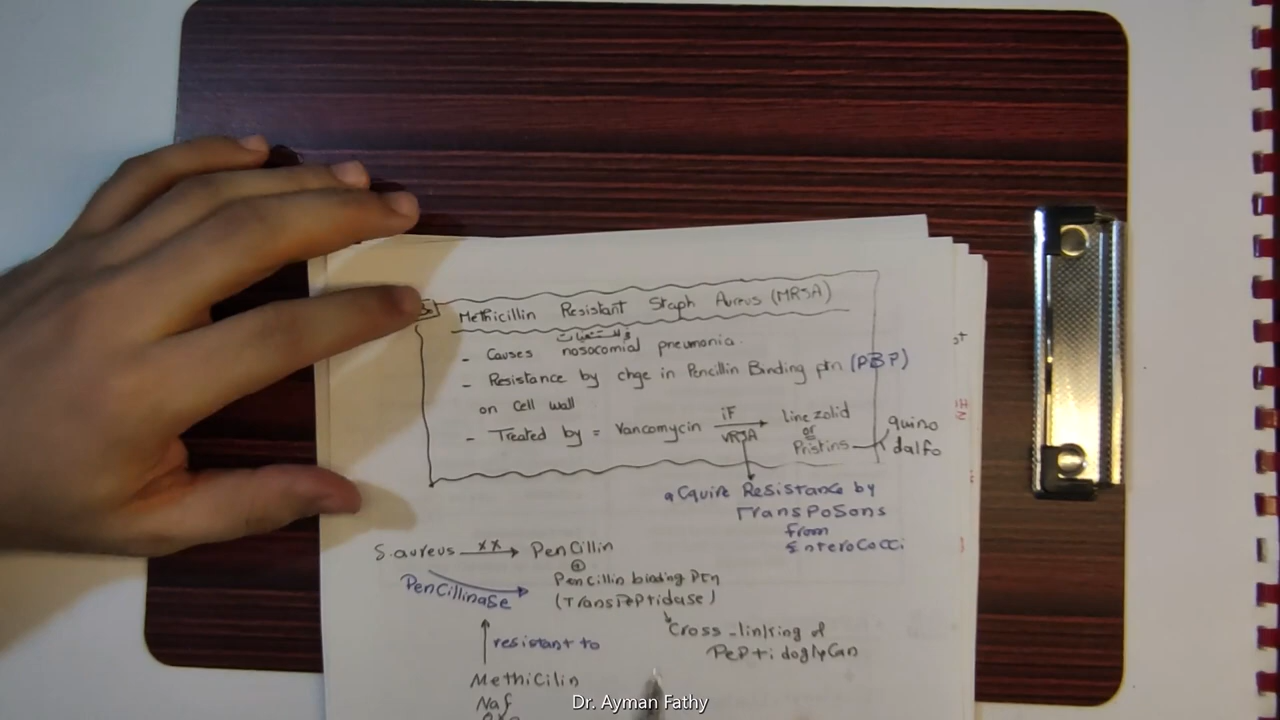 Methicillin Resistant Staph Aureus (MRSA)
- Causes nosocomial pneumonia.
- Resistance by chge in Pencillin Binding ptn (PBP)
on Cell wall
- Treated by = Vancomycin iF VRSA linezolid
or
Pristins quino
dalfo
acquire Resistance by
TransPoSons
from
EnteroCocci
S.aureus xx PenCillin
PenCillinase
Pencillin binding Ptn
(TransPePtidase)
Cross-linking of
PePtidoglyCan
resistant to
MethiCilin
Naf
Dr. Ayman Fathy